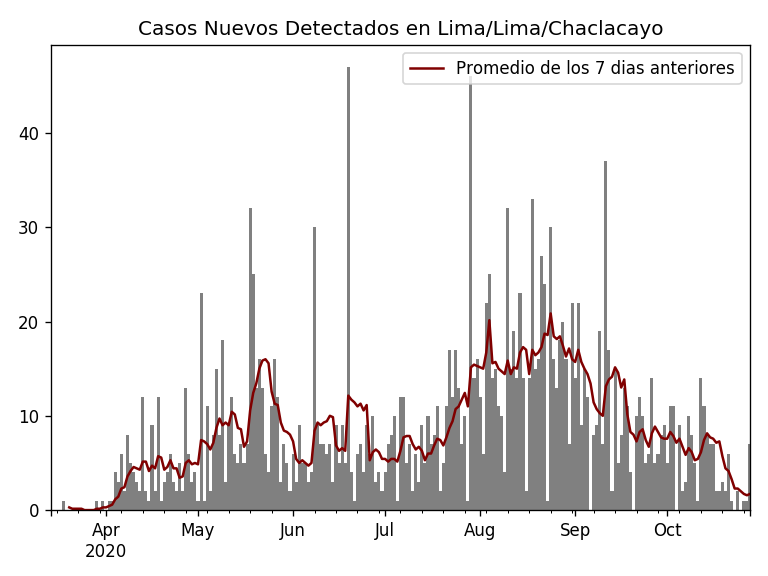 Casos Nuevos Detectados en Lima/Lima/Chaclacayo
Promedio de los 7 dias anteriores
40
30
20
10
0
Apr May Jun Jul Aug Sep Oct
2020